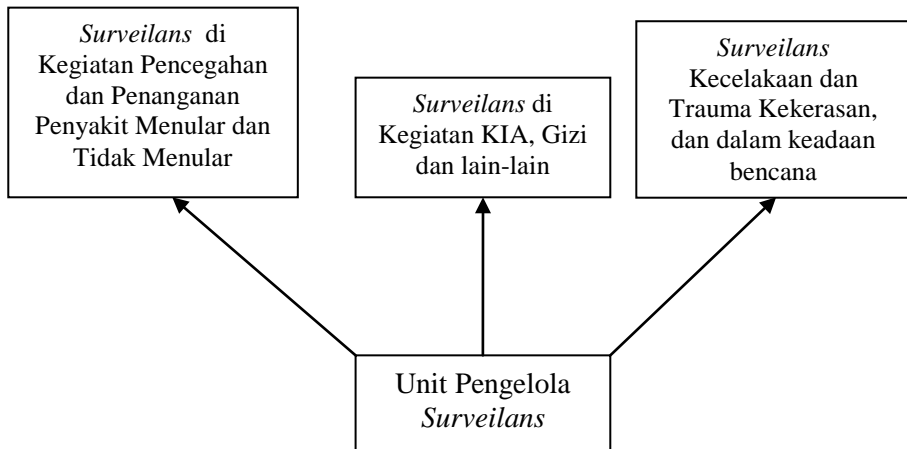 Surveilans di
Kegiatan Pencegahan
dan Penanganan
Penyakit Menular dan
Tidak Menular
Surveilans di
Kegiatan KIA, Gizi
dan lain-lain
Surveilans
Kecelakaan dan
Trauma Kekerasan,
dan dalam keadaan
bencana
Unit Pengelola
Surveilans